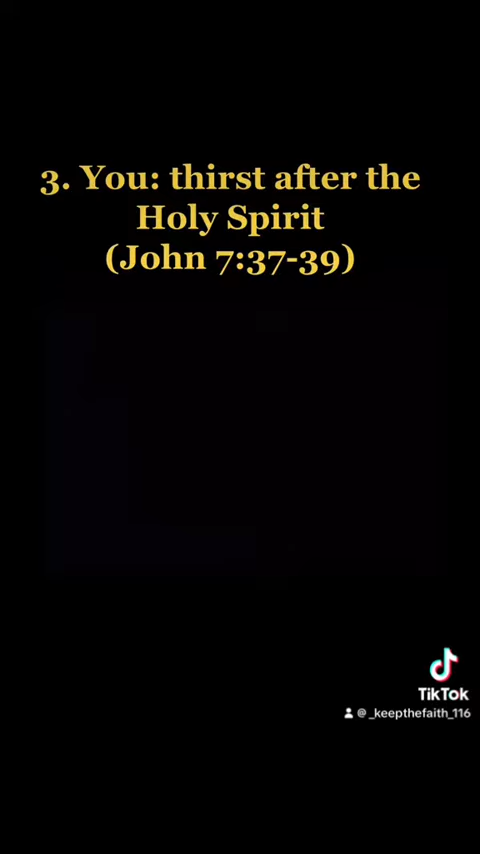 3. You: thirst after the
Holy Spirit
(John 7:37-39)
TikTok
@ _keepthefaith_116